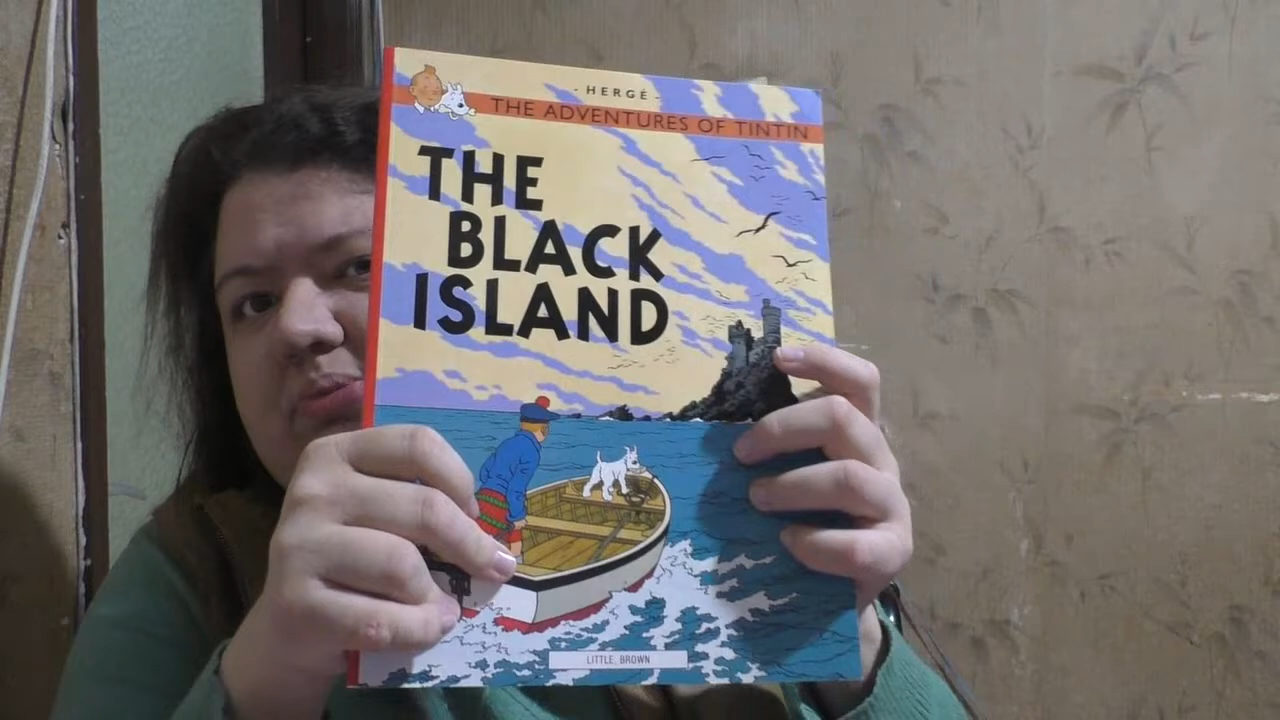 - HERGÉ -
THE ADVENTURES OF TINTIN
THE
BLACK
ISLAND
LITTLE, BROWN